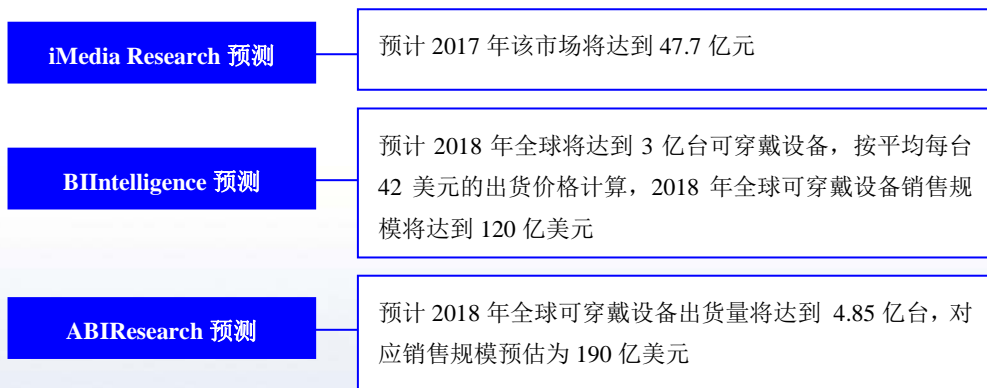 iMedia Research 预测
预计 2017 年该市场将达到 47.7 亿元
BIIntelligence 预测
预计 2018 年全球将达到 3 亿台可穿戴设备，按平均每台
42 美元的出货价格计算，2018 年全球可穿戴设备销售规
模将达到 120 亿美元
ABIResearch 预测
预计 2018 年全球可穿戴设备出货量将达到 4.85 亿台，对
应销售规模预估为 190 亿美元